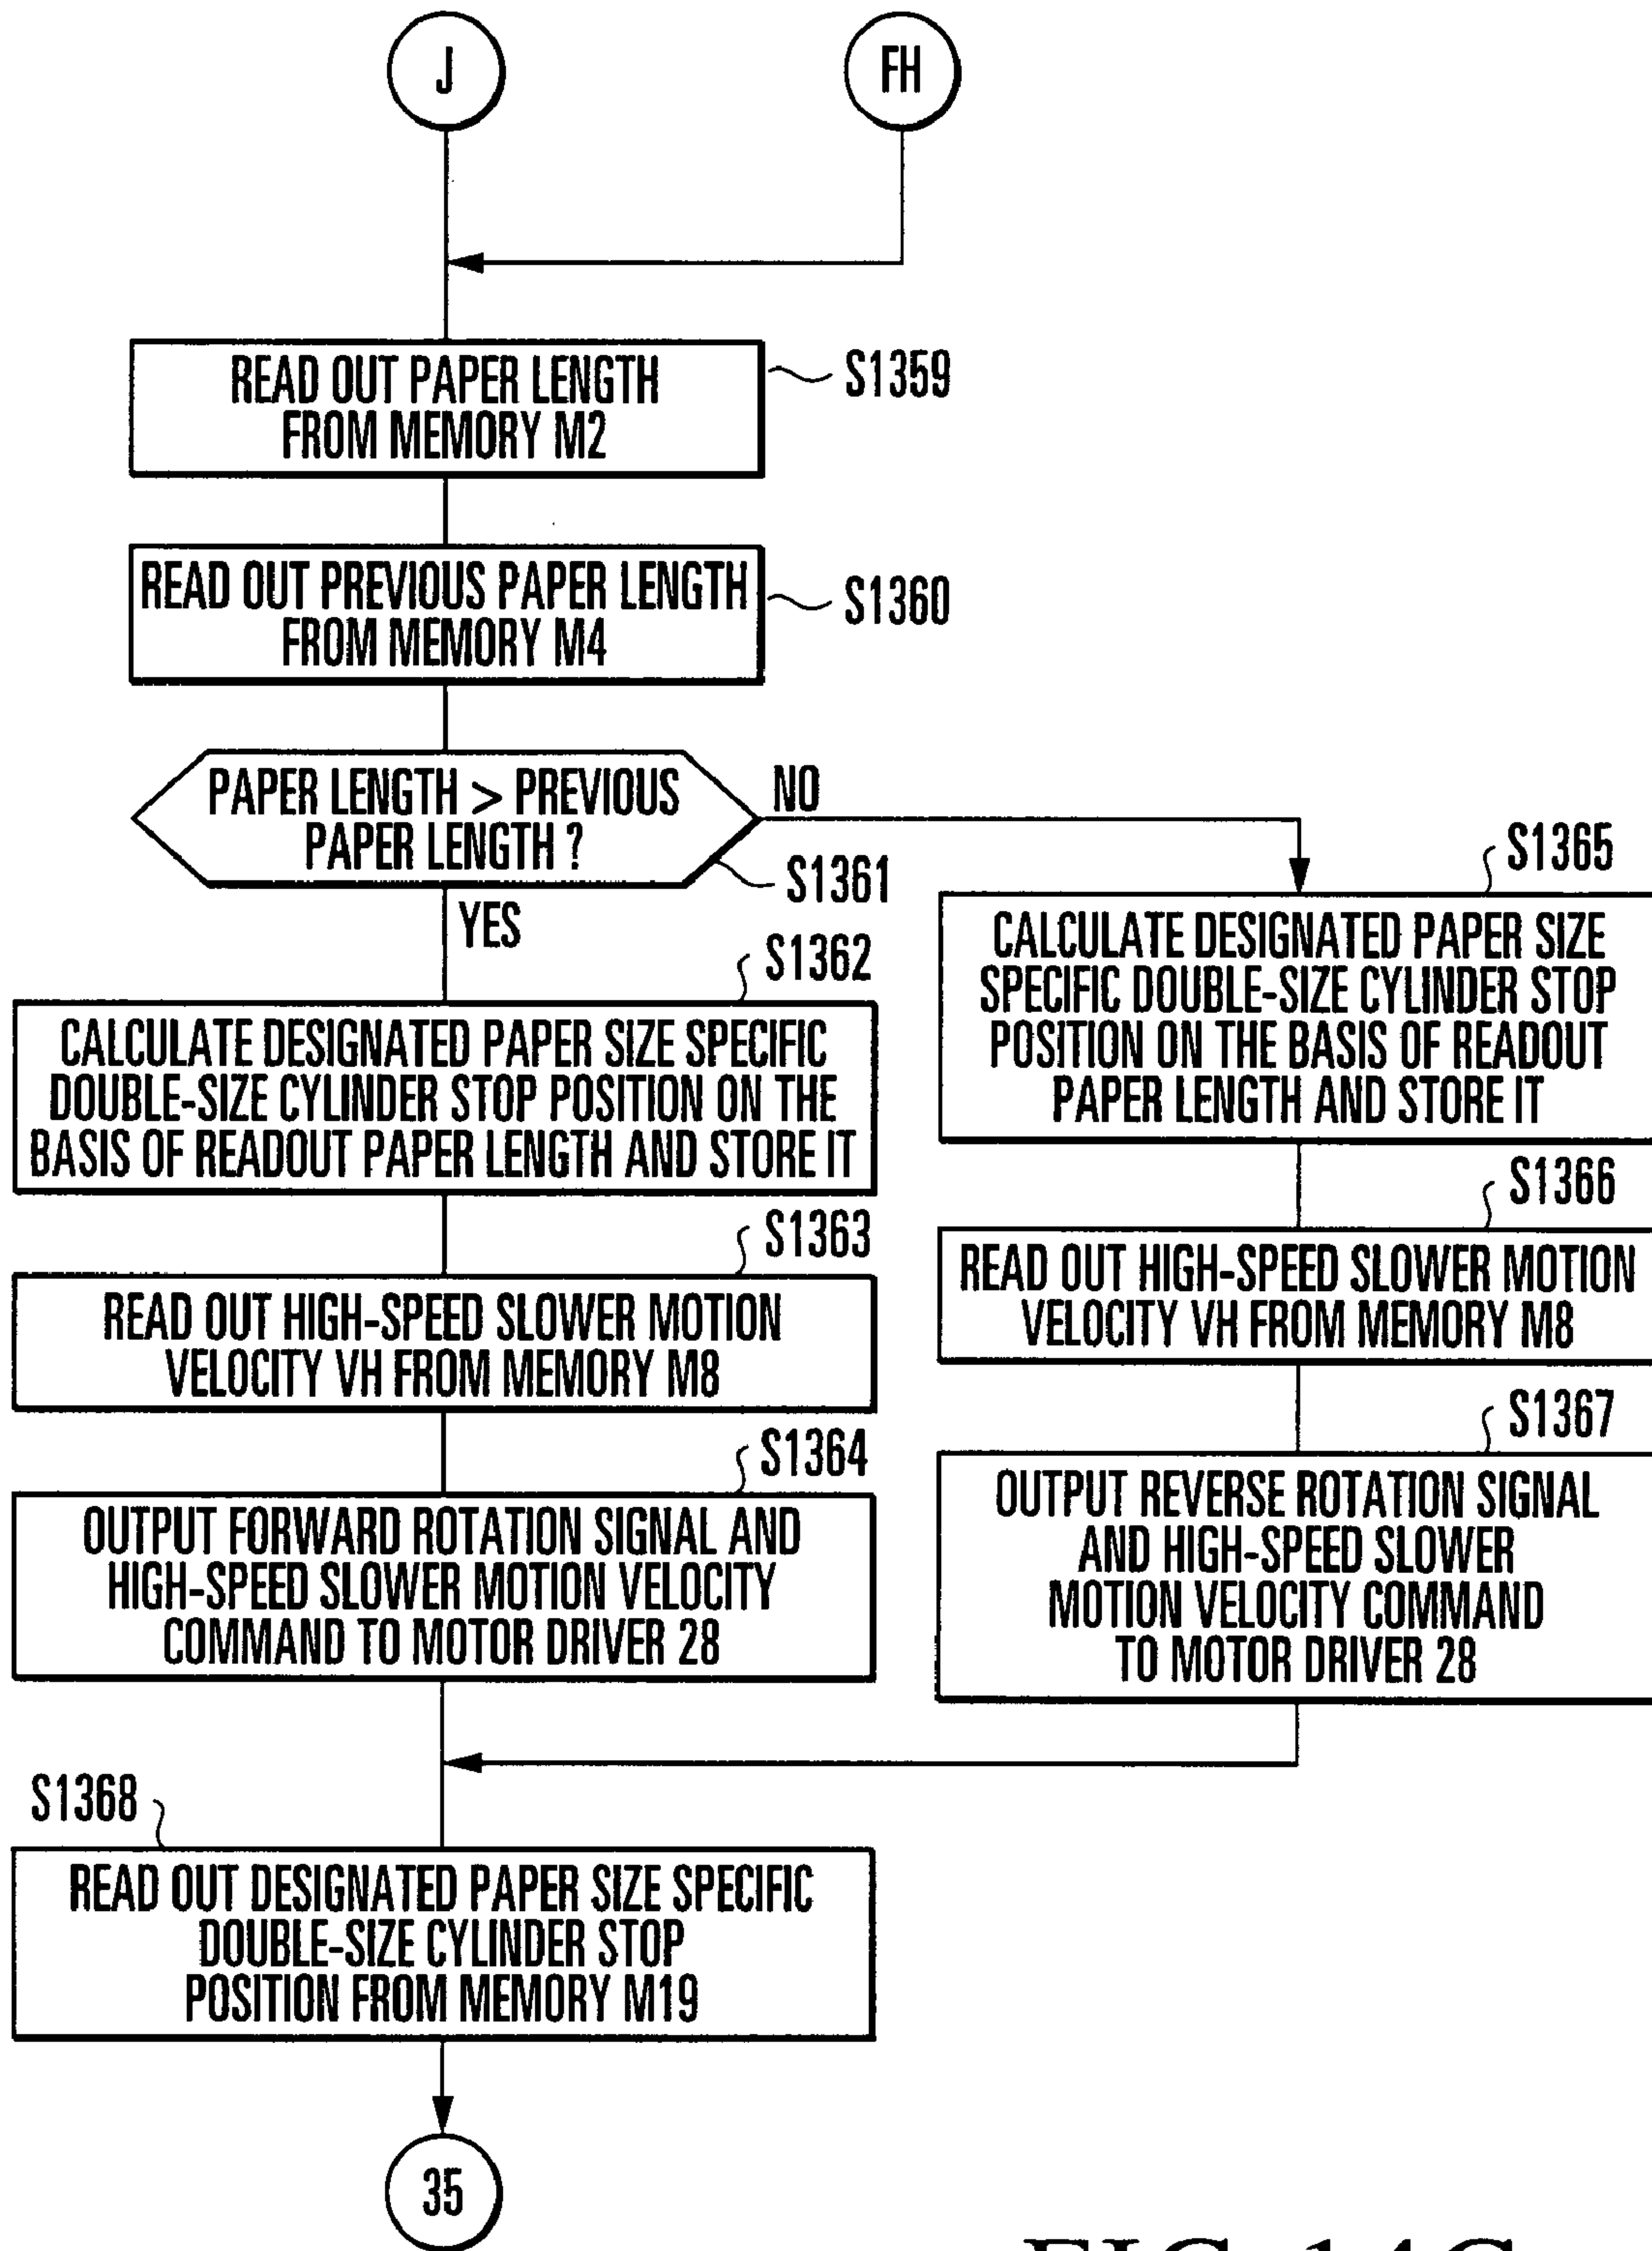 J
FH
READ OUT PAPER LENGTH
FROM MEMORY M2
S1359
READ OUT PREVIOUS PAPER LENGTH
FROM MEMORY M4
S1360
PAPER LENGTH > PREVIOUS
PAPER LENGTH ?
NO
S1361
YES
S1362
CALCULATE DESIGNATED PAPER SIZE SPECIFIC
DOUBLE-SIZE CYLINDER STOP POSITION ON THE
BASIS OF READOUT PAPER LENGTH AND STORE IT
S1363
READ OUT HIGH-SPEED SLOWER MOTION
VELOCITY VH FROM MEMORY M8
S1364
OUTPUT FORWARD ROTATION SIGNAL AND
HIGH-SPEED SLOWER MOTION VELOCITY
COMMAND TO MOTOR DRIVER 28
S1365
CALCULATE DESIGNATED PAPER SIZE
SPECIFIC DOUBLE-SIZE CYLINDER STOP
POSITION ON THE BASIS OF READOUT
PAPER LENGTH AND STORE IT
S1366
READ OUT HIGH-SPEED SLOWER MOTION
VELOCITY VH FROM MEMORY M8
S1367
OUTPUT REVERSE ROTATION SIGNAL
AND HIGH-SPEED SLOWER
MOTION VELOCITY COMMAND
TO MOTOR DRIVER 28
S1368
READ OUT DESIGNATED PAPER SIZE SPECIFIC
DOUBLE-SIZE CYLINDER STOP
POSITION FROM MEMORY M19
35